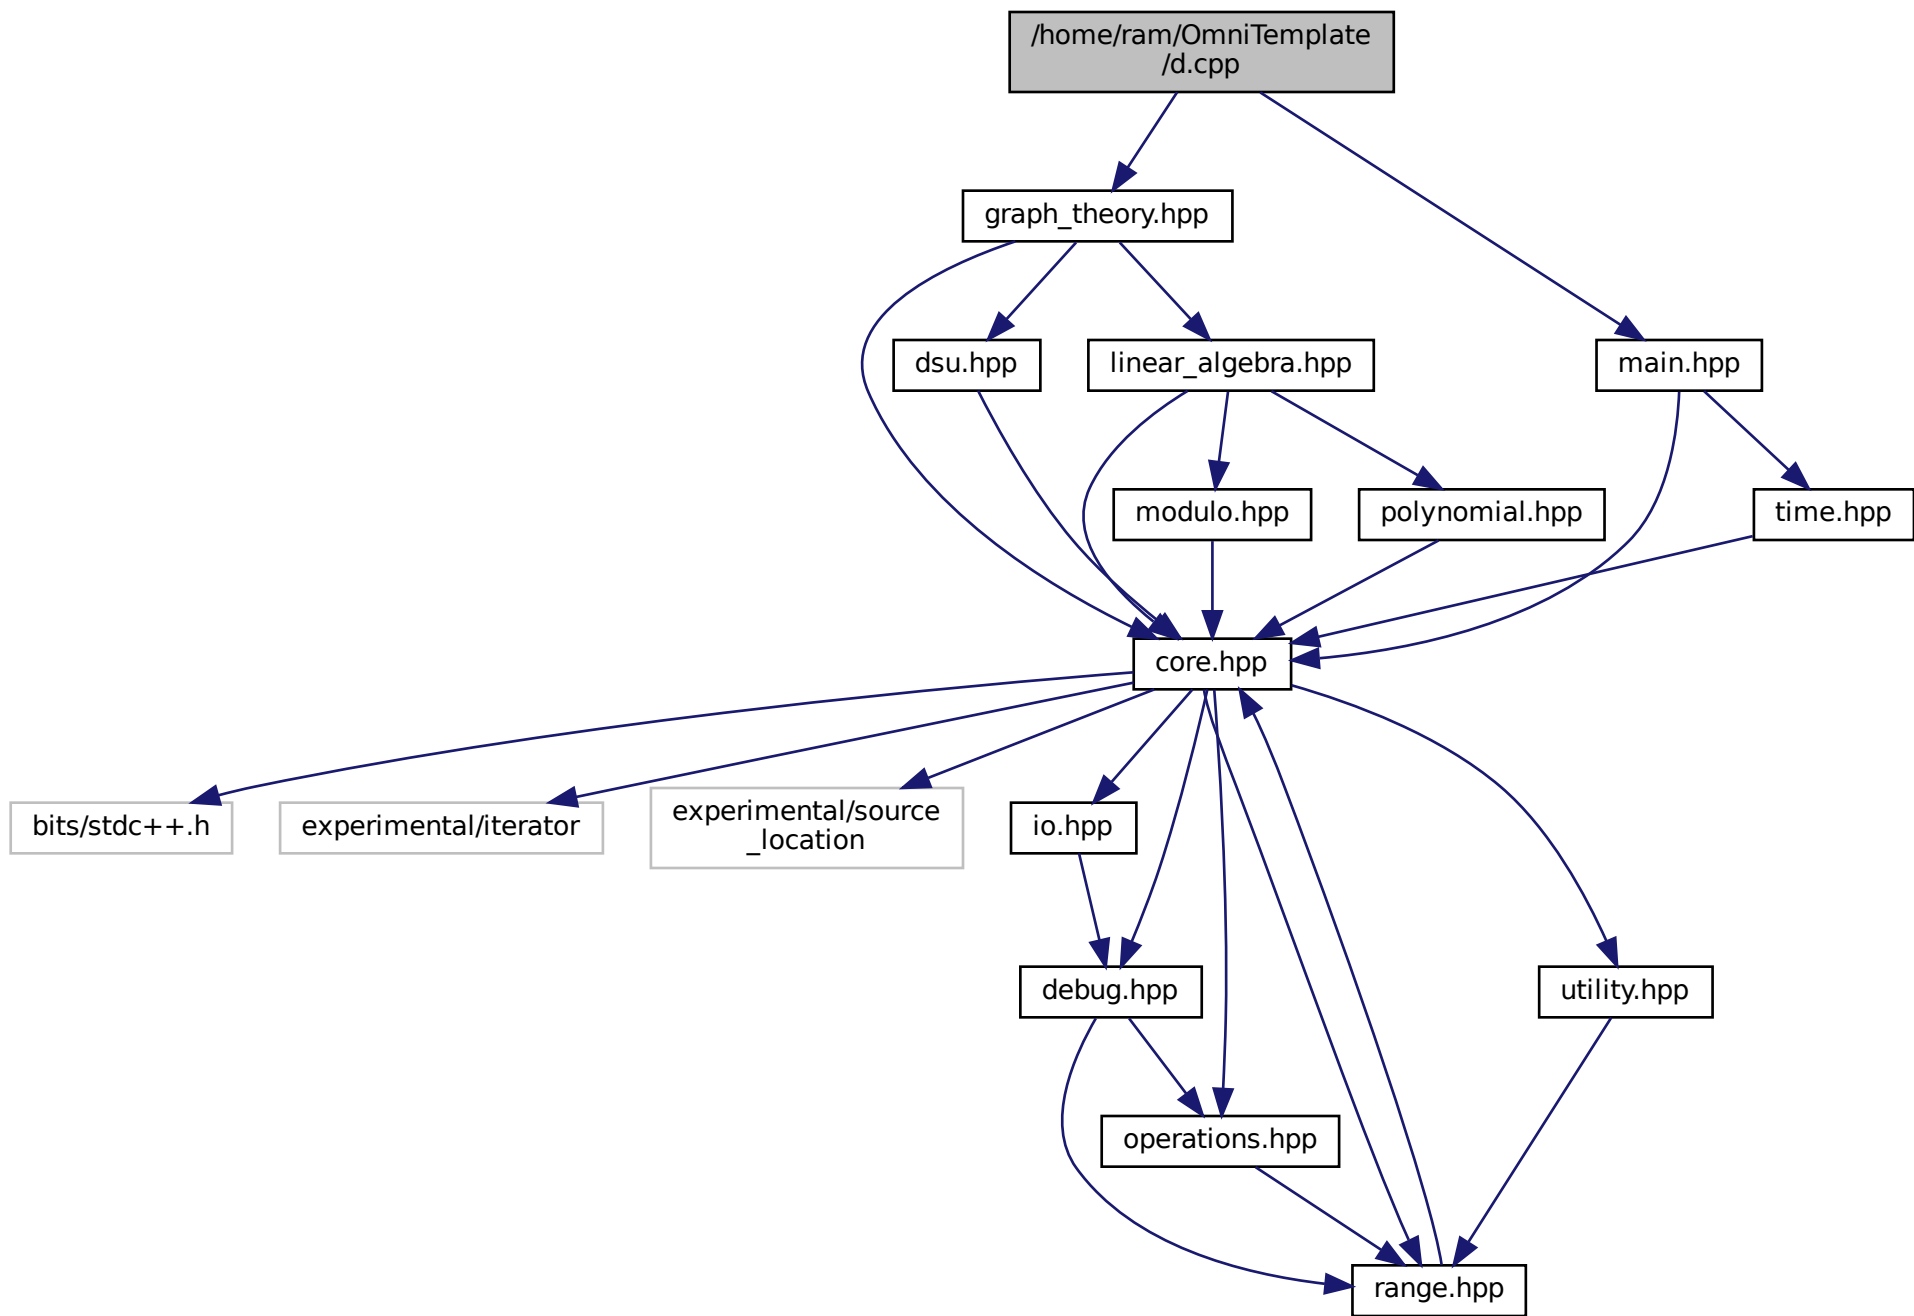 /home/ram/OmniTemplate
/d.cpp
graph_theory.hpp
dsu.hpp
linear_algebra.hpp
main.hpp
modulo.hpp
polynomial.hpp
time.hpp
core.hpp
bits/stdc++.h
experimental/iterator
experimental/source
_location
io.hpp
debug.hpp
utility.hpp
operations.hpp
range.hpp